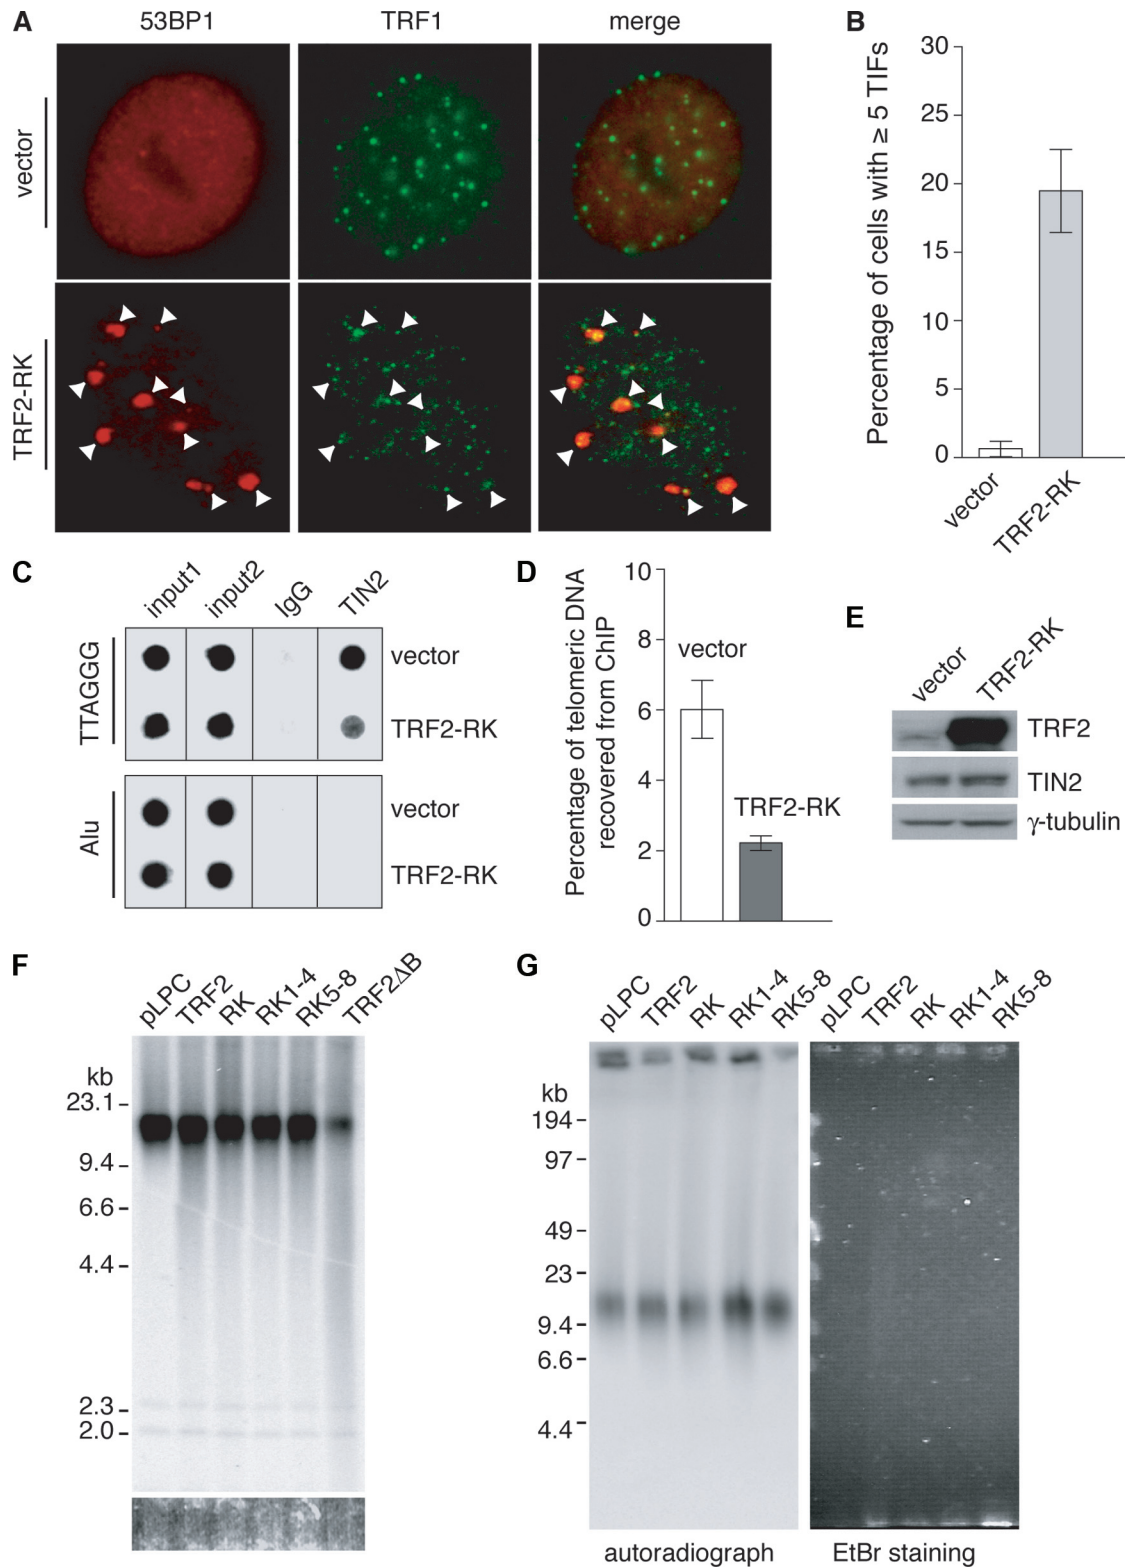 A
53BP1
TRF1
merge
vector
TRF2-RK
B
Percentage of cells with ≥ 5 TIFs
30
25
20
15
10
5
0
vector
TRF2-RK
C
input1
input2
IgG
TIN2
TTAGGG
vector
TRF2-RK
Alu
vector
TRF2-RK
D
Percentage of telomeric DNA
recovered from ChIP
10
8
6
4
2
0
vector
TRF2-RK
E
vector
TRF2-RK
TRF2
TIN2
γ-tubulin
F
pLPC
TRF2
RK
RK1-4
RK5-8
TRF2ΔB
kb
23.1
9.4
6.6
4.4
2.3
2.0
G
pLPC
TRF2
RK
RK1-4
RK5-8
pLPC
TRF2
RK
RK1-4
RK5-8
kb
194
97
49
23
9.4
6.6
4.4
autoradiograph
EtBr staining